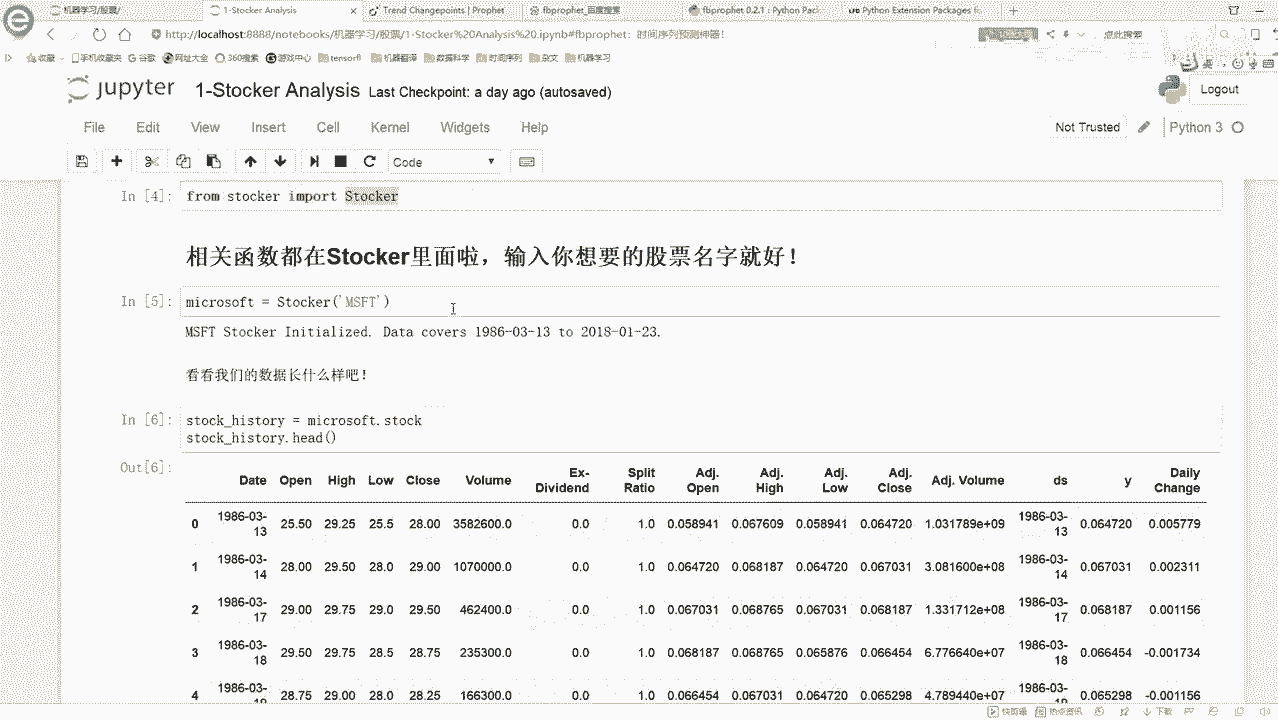 机器学习/股票/
1-Stocker Analysis
Trend Changepoints | Prophet
fbprophet_百度搜索
fbprophet 0.2.1 : Python Pack
Python Extension Packages f
http://localhost:8888/
机器学习/股票/1-Stocker%20Analysis%20.ipynb#fbprophet：时间序列预测神器!
点此搜索
收藏 手机收藏夹 谷歌 网址大全 360搜索 游戏中心 tensorfl 机器翻译 数据科学 时间序列 杂文 机器学习
jupyter 1-Stocker Analysis Last Checkpoint: a day ago (autosaved)
Logout
File Edit View Insert Cell Kernel Widgets Help
Not Trusted
Python 3
Code
In [4]: from stocker import Stocker
相关函数都在Stocker里面啦，输入你想要的股票名字就好！
In [5]: microsoft = Stocker('MSFT')
MSFT Stocker Initialized. Data covers 1986-03-13 to 2018-01-23.
看看我们的数据长什么样吧！
In [6]: stock_history = microsoft.stock
stock_history.head()
Out[6]:
Date Open High Low Close Volume Ex-Dividend Split Ratio Adj. Open Adj. High Adj. Low Adj. Close Adj. Volume ds y Daily Change
0 1986-03-13 25.50 29.25 25.5 28.00 3582600.0 0.0 1.0 0.058941 0.067609 0.058941 0.064720 1.031789e+09 1986-03-13 0.064720 0.005779
1 1986-03-14 28.00 29.50 28.0 29.00 1070000.0 0.0 1.0 0.064720 0.068187 0.064720 0.067031 3.081600e+08 1986-03-14 0.067031 0.002311
2 1986-03-17 29.00 29.75 29.0 29.50 462400.0 0.0 1.0 0.067031 0.068765 0.067031 0.068187 1.331712e+08 1986-03-17 0.068187 0.001156
3 1986-03-18 29.50 29.75 28.5 28.75 235300.0 0.0 1.0 0.068187 0.068765 0.065876 0.066454 6.776640e+07 1986-03-18 0.066454 -0.001734
4 1986-03- 28.75 29.00 28.0 28.25 166300.0 0.0 1.0 0.066454 0.067031 0.064720 0.065298 4.789440e+07 1986-03- 0.065298 -0.001156
快剪辑 热点资讯 下载